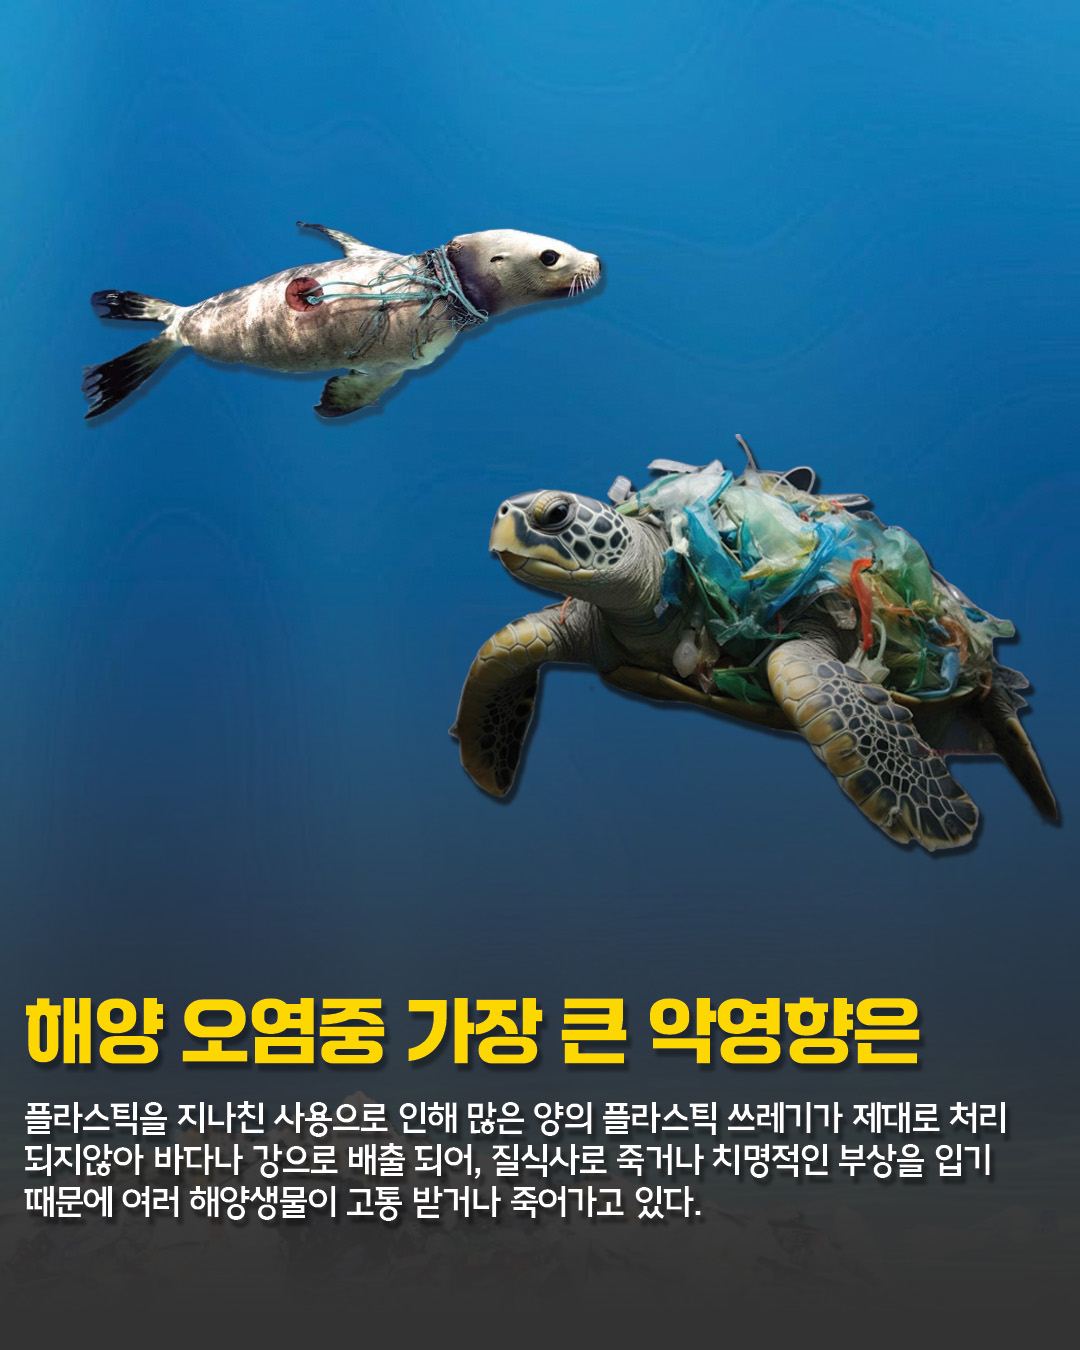 해양 오염중 가장 큰 악영향은
플라스틱을 지나친 사용으로 인해 많은 양의 플라스틱 쓰레기가 제대로 처리
되지않아 바다나 강으로 배출 되어, 질식사로 죽거나 치명적인 부상을 입기
때문에 여러 해양생물이 고통 받거나 죽어가고 있다.